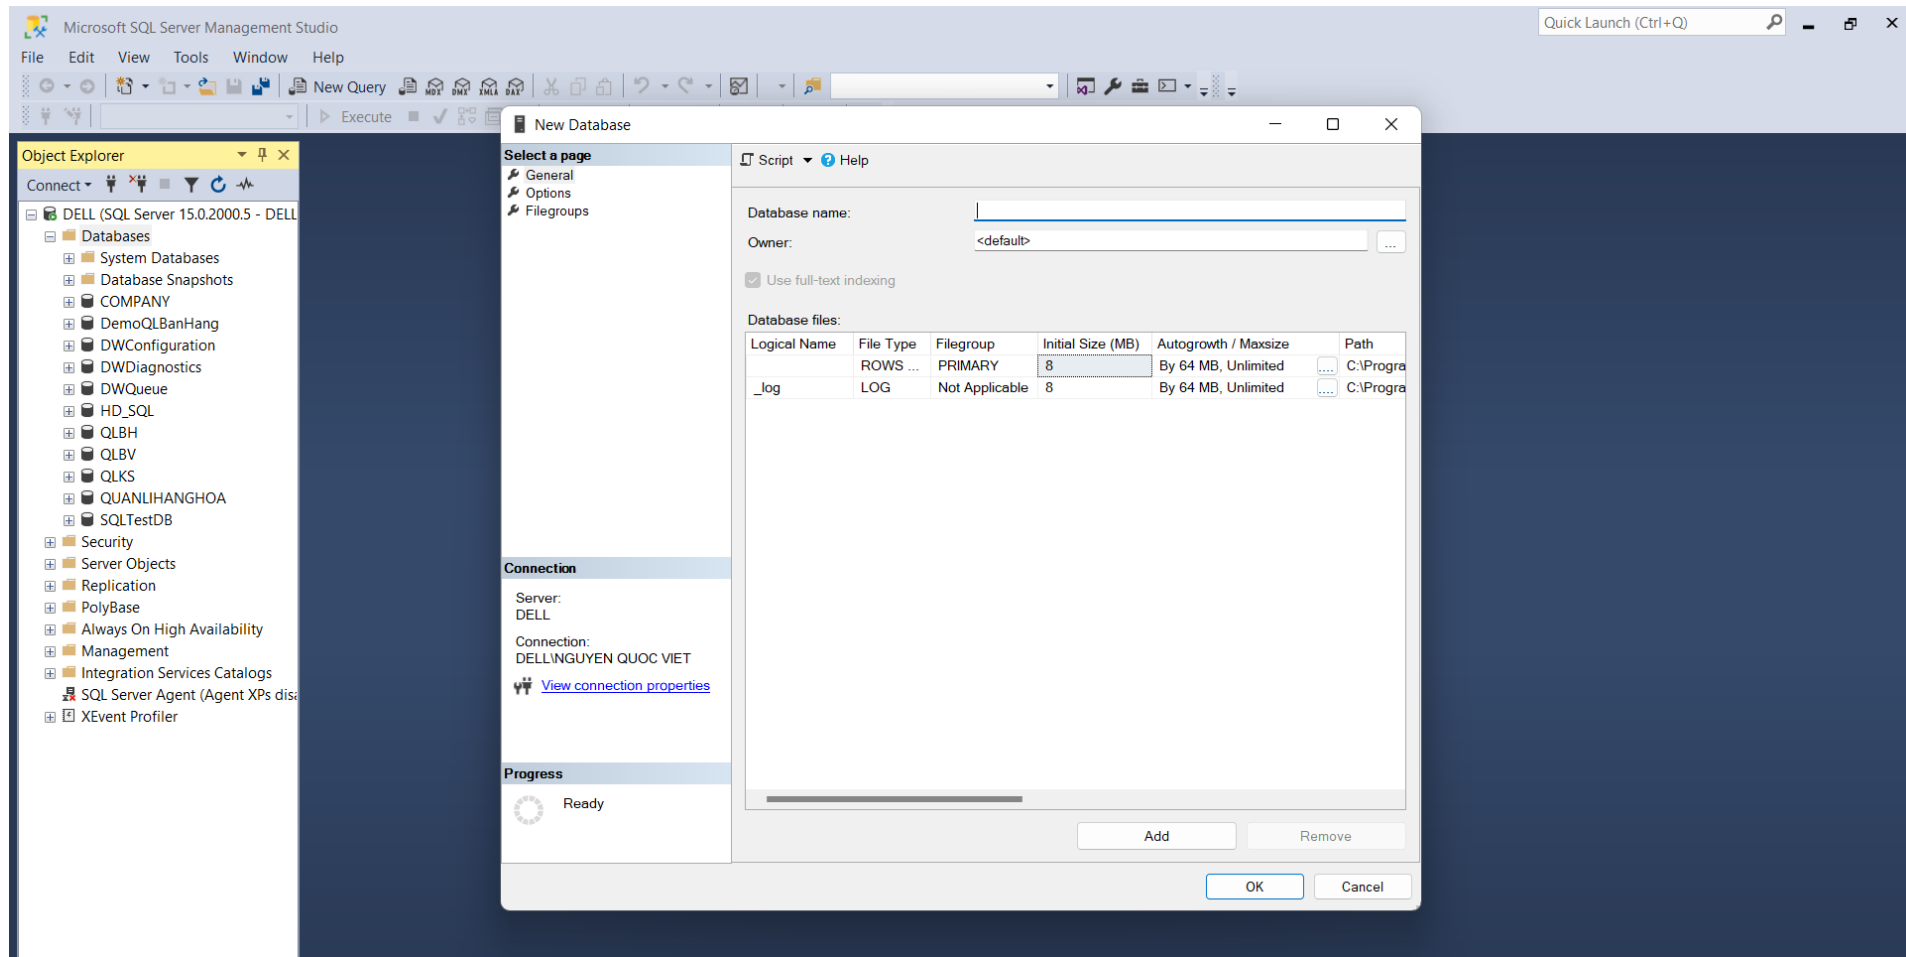 Microsoft SQL Server Management Studio
Quick Launch (Ctrl+Q)
File Edit View Tools Window Help
New Query MDX DMX XMLA DAX
Execute
Object Explorer
Connect
DELL (SQL Server 15.0.2000.5 - DELL
Databases
System Databases
Database Snapshots
COMPANY
DemoQLBanHang
DWConfiguration
DWDiagnostics
DWQueue
HD_SQL
QLBH
QLBV
QLKS
QUANLIHANGHOA
SQLTestDB
Security
Server Objects
Replication
PolyBase
Always On High Availability
Management
Integration Services Catalogs
SQL Server Agent (Agent XPs disa
XEvent Profiler
New Database
Select a page
General
Options
Filegroups
Connection
Server:
DELL
Connection:
DELL\NGUYEN QUOC VIET
View connection properties
Progress
Ready
Script Help
Database name:
Owner: <default> ...
Use full-text indexing
Database files:
Logical Name File Type Filegroup Initial Size (MB) Autogrowth / Maxsize Path
ROWS ... PRIMARY 8 By 64 MB, Unlimited .... C:\Progra
_log LOG Not Applicable 8 By 64 MB, Unlimited .... C:\Progra
Add Remove
OK Cancel